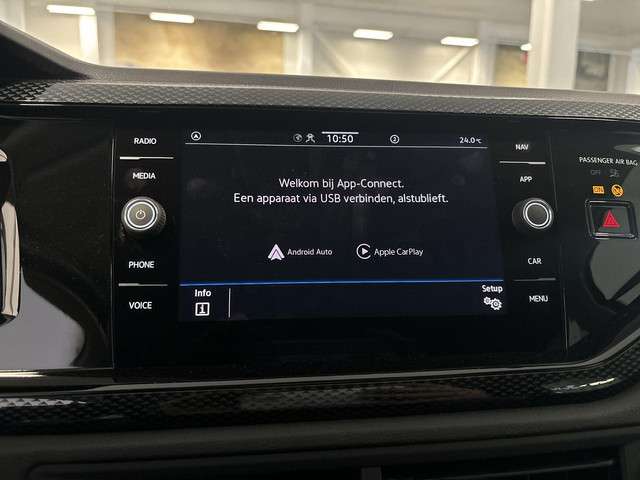 RADIO
MEDIA
PHONE
VOICE
10:50
2
24.0°C
Welkom bij App-Connect.
Een apparaat via USB verbinden, alstublieft.
Android Auto
Apple CarPlay
Info
Setup
NAV
APP
CAR
MENU
PASSENGER AIR BAG
OFF
ON